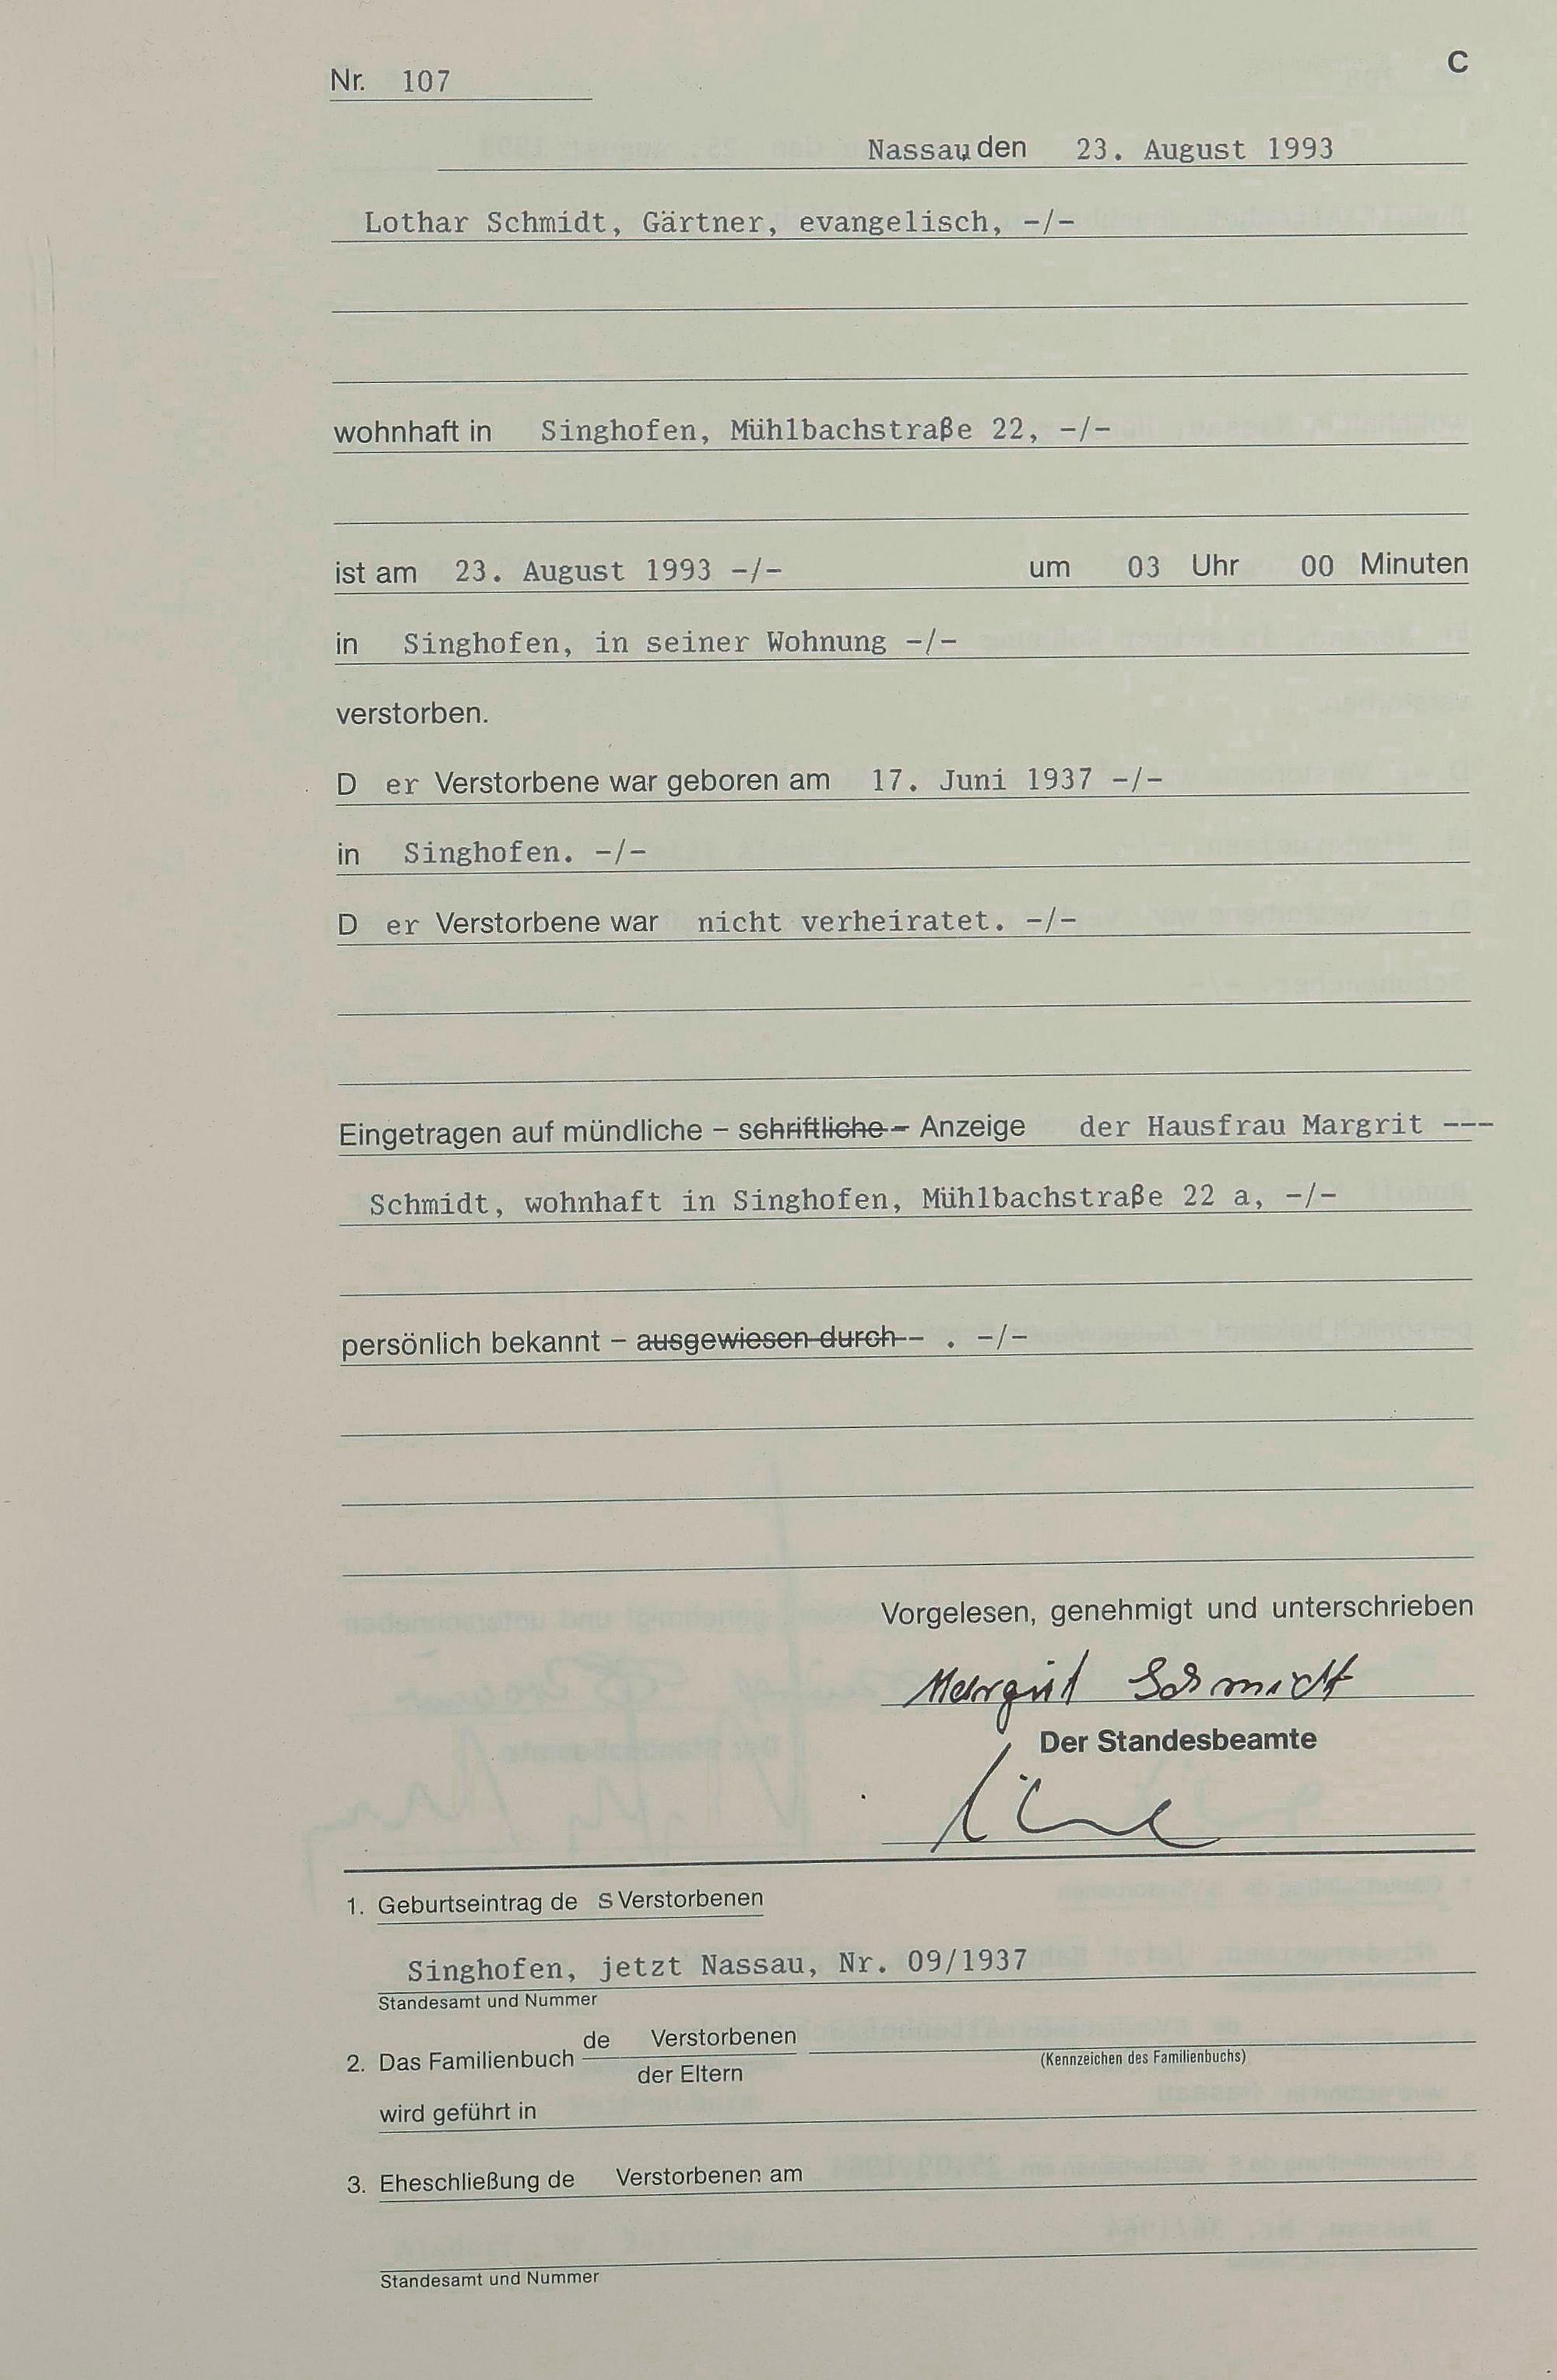 C
Nr. 107
Nassau, den 23. August 1993
Lothar Schmidt, Gärtner, evangelisch, -/-
wohnhaft in Singhofen, Mühlbachstraße 22, -/-
ist am 23. August 1993 -/- um 03 Uhr 00 Minuten
in Singhofen, in seiner Wohnung -/-
verstorben.
D er Verstorbene war geboren am 17. Juni 1937 -/-
in Singhofen. -/-
D er Verstorbene war nicht verheiratet. -/-
Eingetragen auf mündliche – schriftliche – Anzeige der Hausfrau Margrit ---
Schmidt, wohnhaft in Singhofen, Mühlbachstraße 22 a, -/-
persönlich bekannt – ausgewiesen durch -- . -/-
Vorgelesen, genehmigt und unterschrieben
Margrit Schmidt
Der Standesbeamte
1. Geburtseintrag de s Verstorbenen
Singhofen, jetzt Nassau, Nr. 09/1937
Standesamt und Nummer
2. Das Familienbuch de Verstorbenen
der Eltern
(Kennzeichen des Familienbuchs)
wird geführt in
3. Eheschließung de Verstorbenen am
Standesamt und Nummer